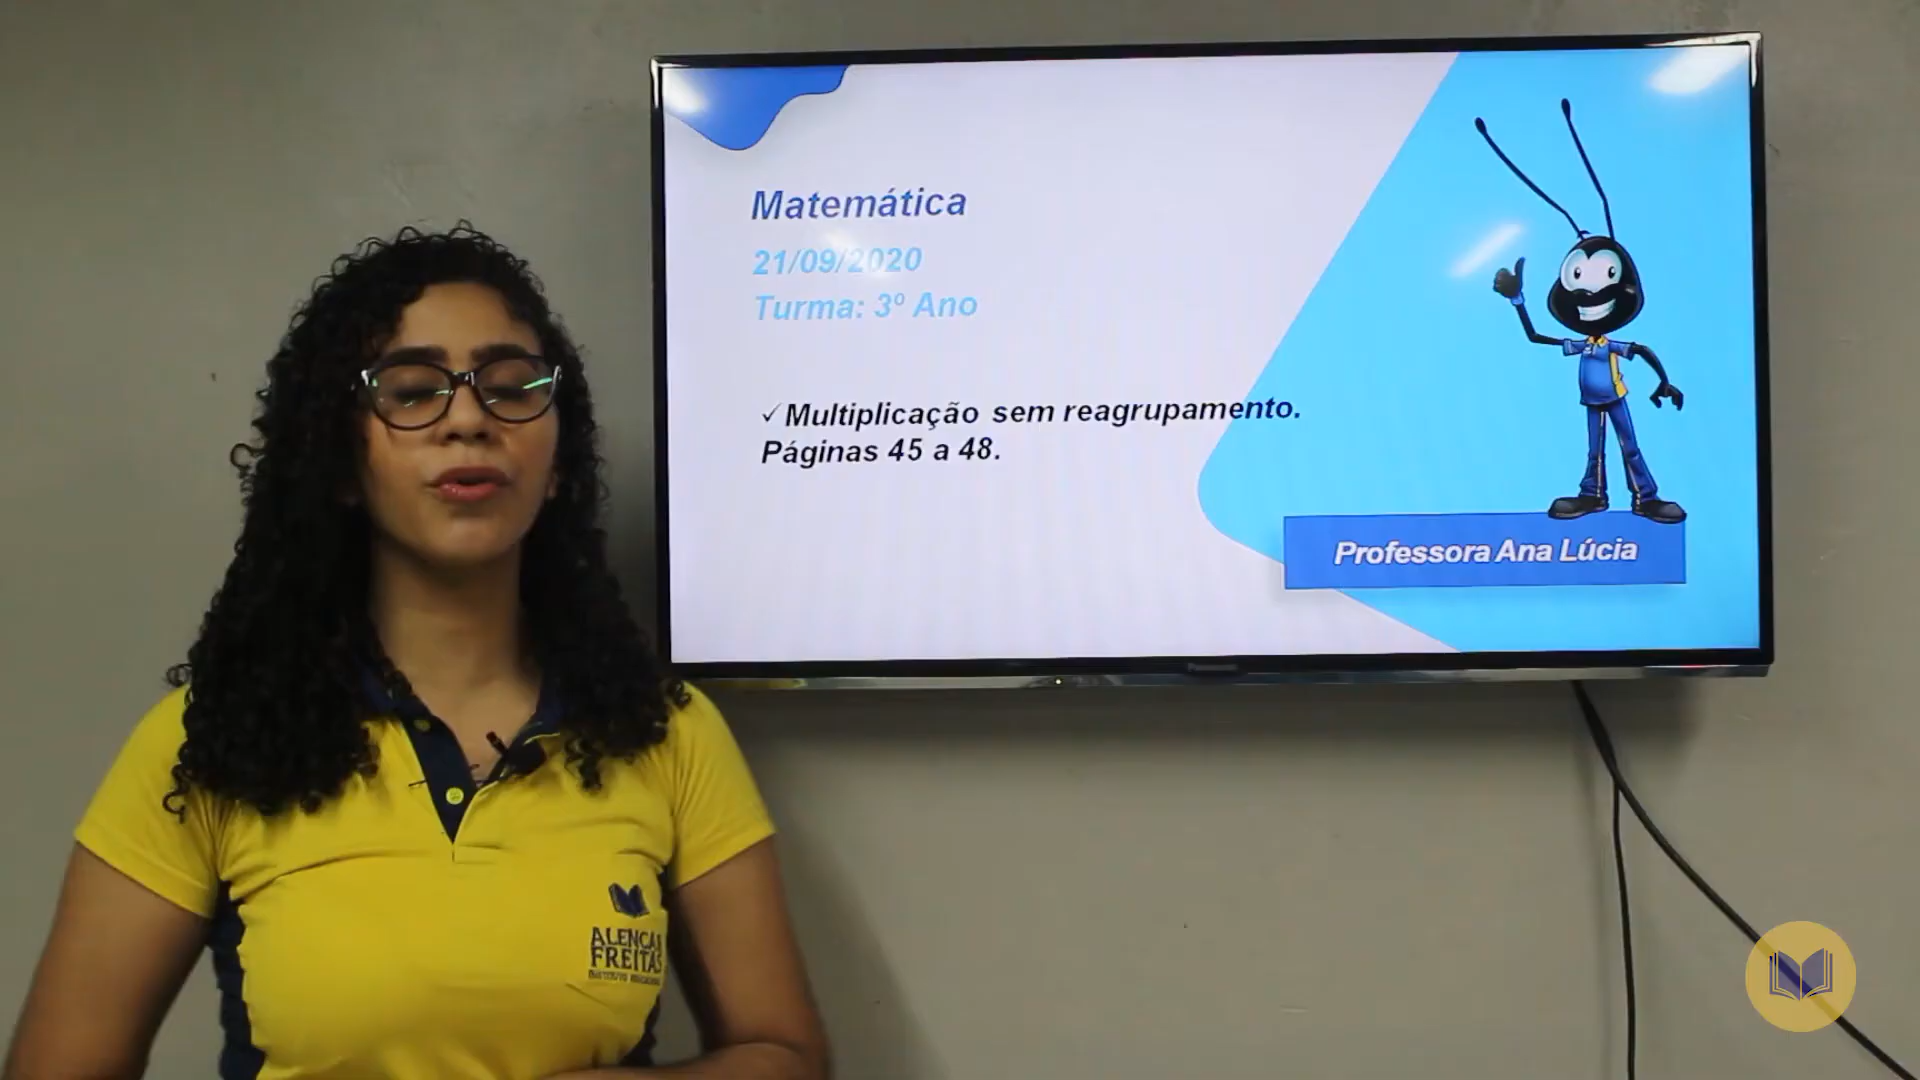 Matemática
21/09/2020
Turma: 3º Ano
✓Multiplicação sem reagrupamento.
Páginas 45 a 48.
Professora Ana Lúcia
ALENCAR
FREITAS